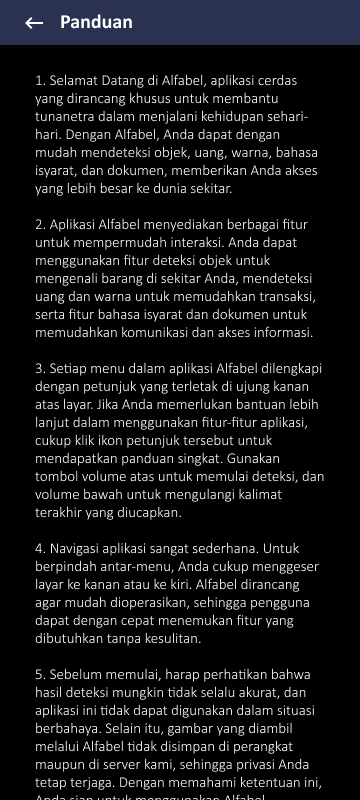 Panduan
1. Selamat Datang di Alfabel, aplikasi cerdas
yang dirancang khusus untuk membantu
tunanetra dalam menjalani kehidupan sehari-
hari. Dengan Alfabel, Anda dapat dengan
mudah mendeteksi objek, uang, warna, bahasa
isyarat, dan dokumen, memberikan Anda akses
yang lebih besar ke dunia sekitar.
2. Aplikasi Alfabel menyediakan berbagai fitur
untuk mempermudah interaksi. Anda dapat
menggunakan fitur deteksi objek untuk
mengenali barang di sekitar Anda, mendeteksi
uang dan warna untuk memudahkan transaksi,
serta fitur bahasa isyarat dan dokumen untuk
memudahkan komunikasi dan akses informasi.
3. Setiap menu dalam aplikasi Alfabel dilengkapi
dengan petunjuk yang terletak di ujung kanan
atas layar. Jika Anda memerlukan bantuan lebih
lanjut dalam menggunakan fitur-fitur aplikasi,
cukup klik ikon petunjuk tersebut untuk
mendapatkan panduan singkat. Gunakan
tombol volume atas untuk memulai deteksi, dan
volume bawah untuk mengulangi kalimat
terakhir yang diucapkan.
4. Navigasi aplikasi sangat sederhana. Untuk
berpindah antar-menu, Anda cukup menggeser
layar ke kanan atau ke kiri. Alfabel dirancang
agar mudah dioperasikan, sehingga pengguna
dapat dengan cepat menemukan fitur yang
dibutuhkan tanpa kesulitan.
5. Sebelum memulai, harap perhatikan bahwa
hasil deteksi mungkin tidak selalu akurat, dan
aplikasi ini tidak dapat digunakan dalam situasi
berbahaya. Selain itu, gambar yang diambil
melalui Alfabel tidak disimpan di perangkat
maupun di server kami, sehingga privasi Anda
tetap terjaga. Dengan memahami ketentuan ini,
Anda siap untuk menggunakan Alfabel